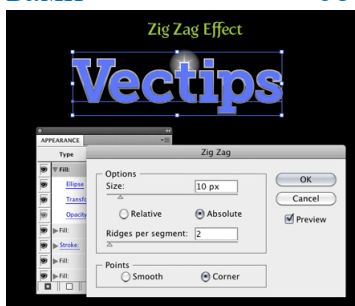 Zig Zag Effect
Vectips
APPEARANCE
Type
Fill:
Ellipse
Transfo
Opacity
Fill:
Stroke:
Fill:
Fill:
Zig Zag
Options
Size: 10 px
Relative Absolute
Ridges per segment: 2
Points
Smooth Corner
OK
Cancel
Preview